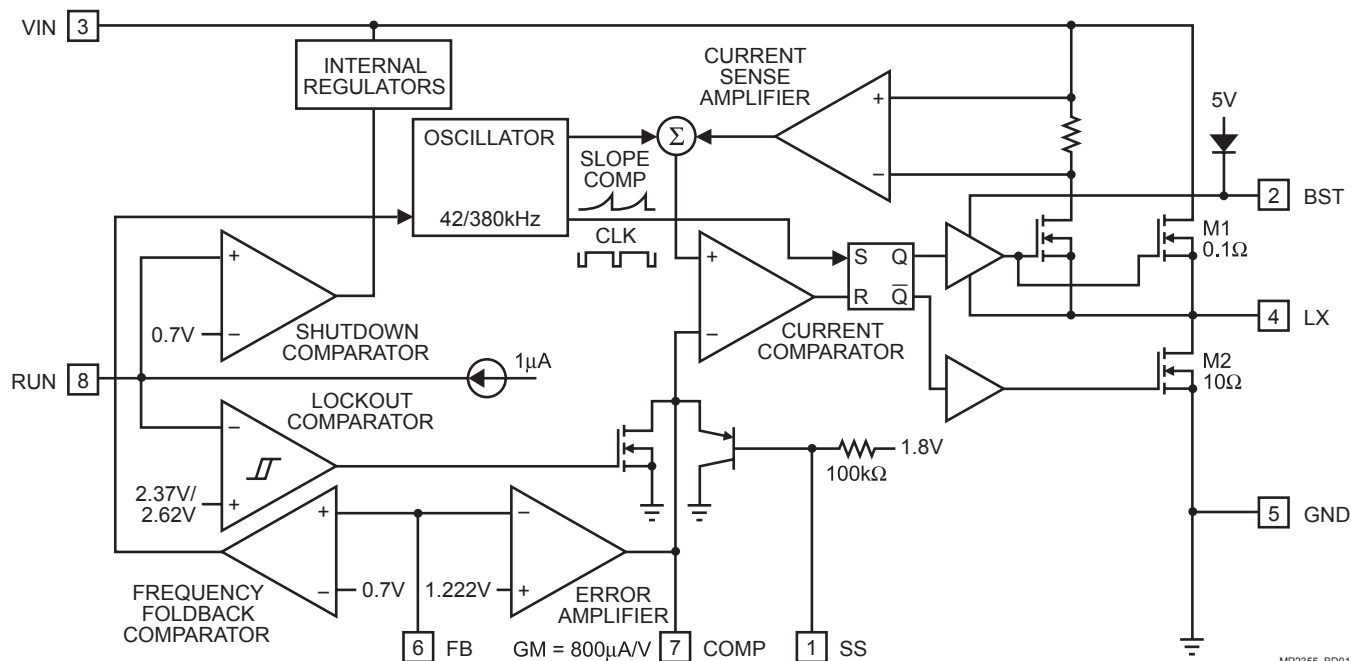 VIN 3
INTERNAL
REGULATORS
CURRENT
SENSE
AMPLIFIER
+
−
5V
OSCILLATOR
42/380kHz
Σ
SLOPE
COMP
CLK
2 BST
M1
0.1Ω
+
−
0.7V
SHUTDOWN
COMPARATOR
+
−
CURRENT
COMPARATOR
S Q
R Q̅
4 LX
M2
10Ω
RUN 8
1μA
LOCKOUT
COMPARATOR
−
+
2.37V/
2.62V
1.8V
100kΩ
5 GND
+
−
0.7V
FREQUENCY
FOLDBACK
COMPARATOR
−
+
1.222V
ERROR
AMPLIFIER
6 FB
GM = 800μA/V
7 COMP
1 SS
MP2355_BD01